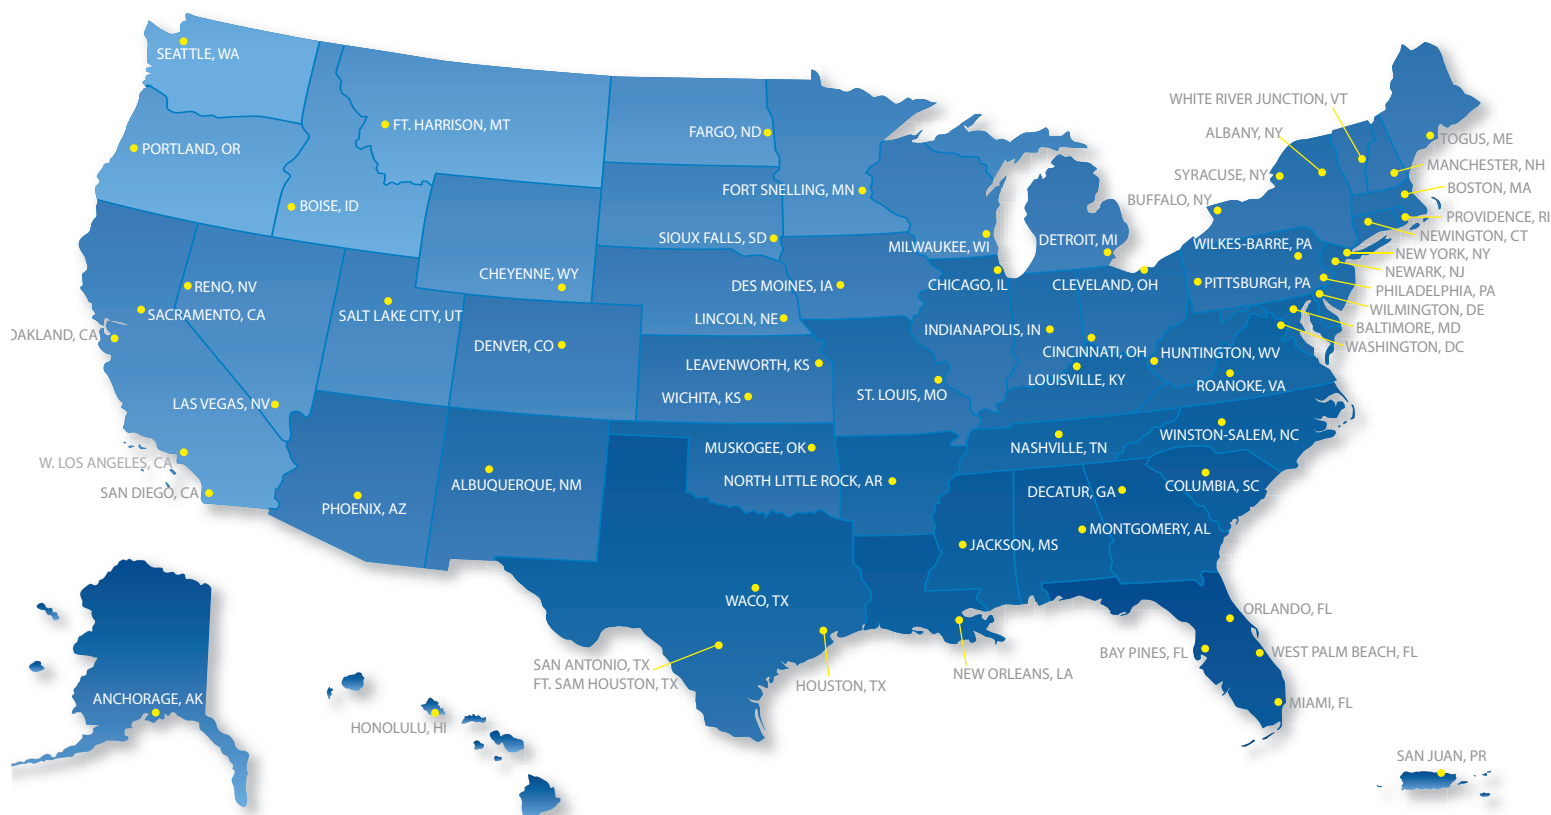 SEATTLE, WA
WHITE RIVER JUNCTION, VT
FT. HARRISON, MT
FARGO, ND
ALBANY, NY
TOGUS, ME
PORTLAND, OR
MANCHESTER, NH
SYRACUSE, NY
FORT SNELLING, MN
BOSTON, MA
BUFFALO, NY
BOISE, ID
PROVIDENCE, RI
NEWINGTON, CT
SIOUX FALLS, SD
MILWAUKEE, WI
DETROIT, MI
WILKES-BARRE, PA
NEW YORK, NY
CHEYENNE, WY
NEWARK, NJ
RENO, NV
DES MOINES, IA
CHICAGO, IL
CLEVELAND, OH
PITTSBURGH, PA
PHILADELPHIA, PA
SACRAMENTO, CA
SALT LAKE CITY, UT
LINCOLN, NE
WILMINGTON, DE
OAKLAND, CA
INDIANAPOLIS, IN
BALTIMORE, MD
DENVER, CO
CINCINNATI, OH
HUNTINGTON, WV
WASHINGTON, DC
LEAVENWORTH, KS
LOUISVILLE, KY
ROANOKE, VA
LAS VEGAS, NV
WICHITA, KS
ST. LOUIS, MO
MUSKOGEE, OK
NASHVILLE, TN
WINSTON-SALEM, NC
W. LOS ANGELES, CA
SAN DIEGO, CA
ALBUQUERQUE, NM
NORTH LITTLE ROCK, AR
DECATUR, GA
COLUMBIA, SC
PHOENIX, AZ
MONTGOMERY, AL
JACKSON, MS
WACO, TX
ORLANDO, FL
BAY PINES, FL
WEST PALM BEACH, FL
SAN ANTONIO, TX
FT. SAM HOUSTON, TX
HOUSTON, TX
NEW ORLEANS, LA
ANCHORAGE, AK
MIAMI, FL
HONOLULU, HI
SAN JUAN, PR